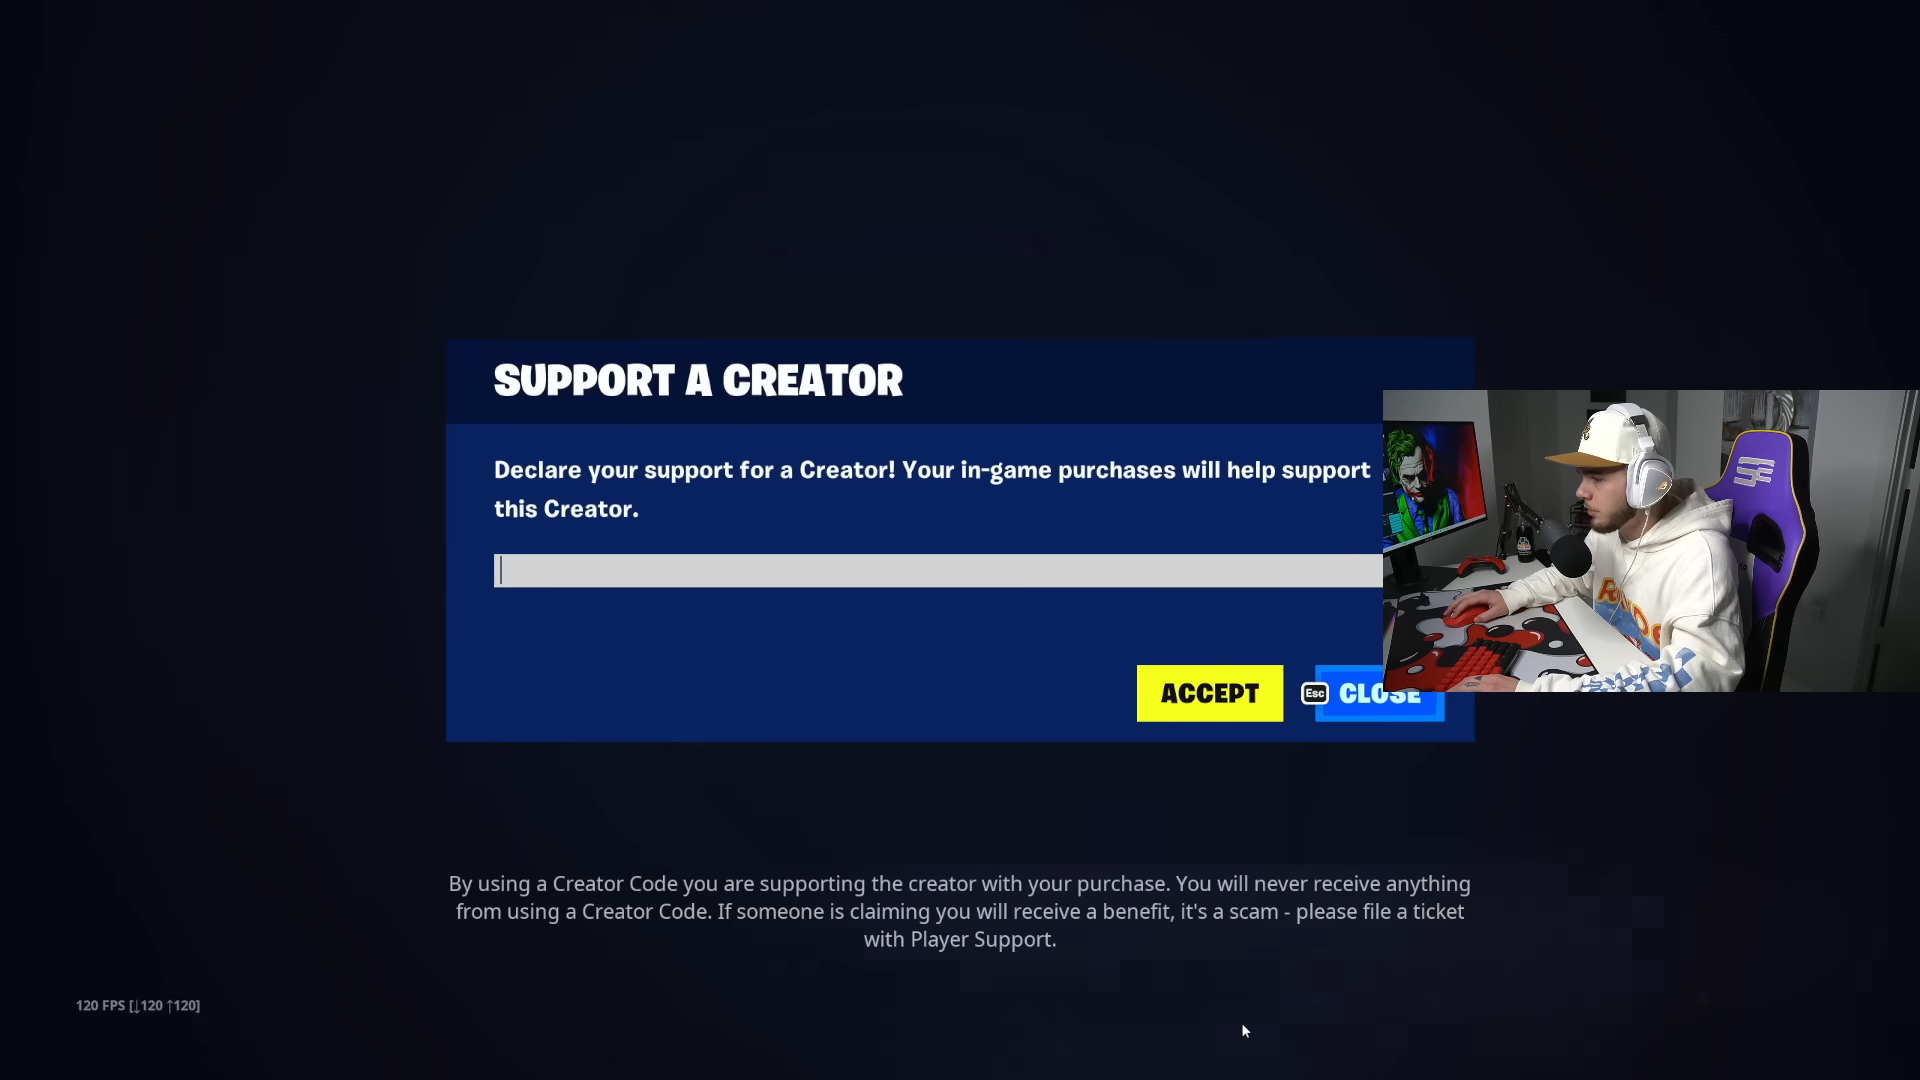 SUPPORT A CREATOR
Declare your support for a Creator! Your in-game purchases will help support
this Creator.
ACCEPT
Esc CLOSE
By using a Creator Code you are supporting the creator with your purchase. You will never receive anything
from using a Creator Code. If someone is claiming you will receive a benefit, it's a scam - please file a ticket
with Player Support.
120 FPS [↓120 ↑120]